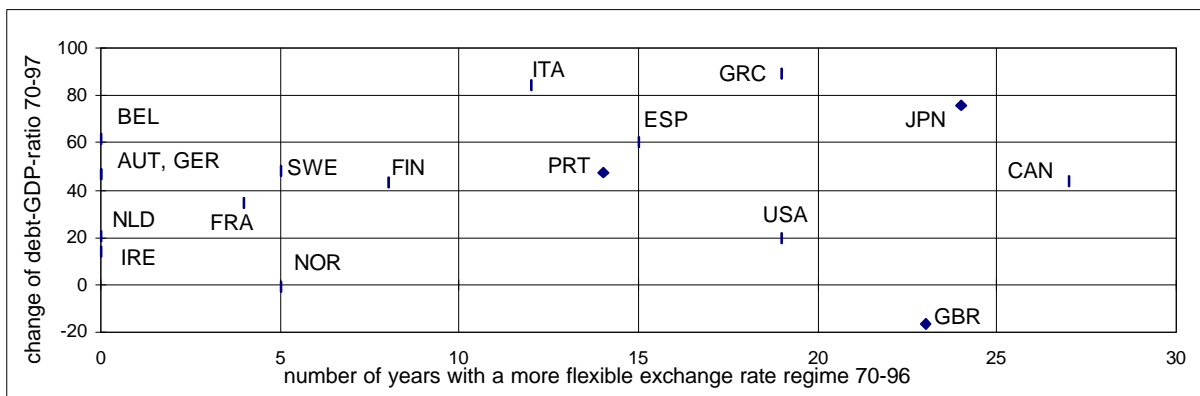 change of debt-GDP-ratio 70-97
100
80
60
40
20
0
-20
ITA
GRC
BEL
ESP
JPN
AUT, GER
SWE
FIN
PRT
CAN
NLD
FRA
USA
IRE
NOR
GBR
0
5
10
15
20
25
30
number of years with a more flexible exchange rate regime 70-96